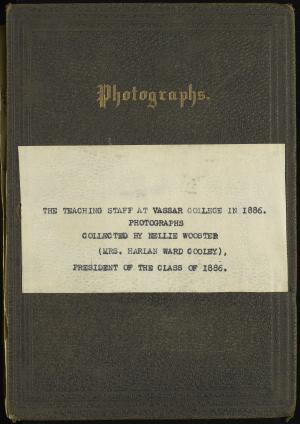 Photographs.
THE TEACHING STAFF AT VASSAR COLLEGE IN 1886.
PHOTOGRAPHS
COLLECTED BY NELLIE WOOSTER
(MRS. HARLAN WARD COOLEY),
PRESIDENT OF THE CLASS OF 1886.